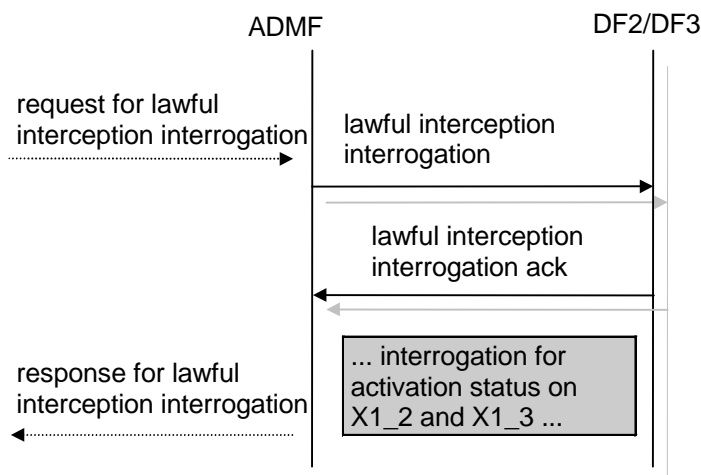 ADMF
DF2/DF3
request for lawful
interception interrogation
lawful interception
interrogation
lawful interception
interrogation ack
... interrogation for
activation status on
X1_2 and X1_3 ...
response for lawful
interception interrogation